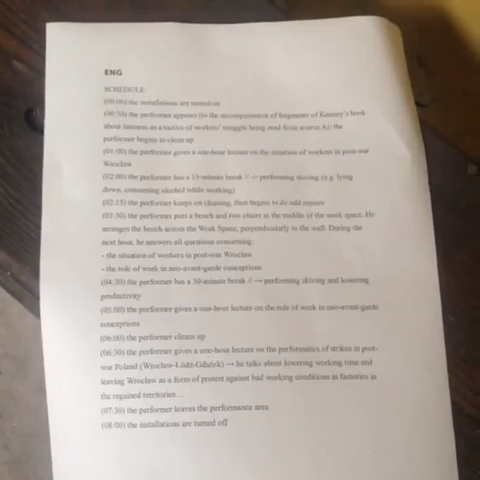 ENG
SCHEDULE
(00:00) the installations are turned on
(00:30) the performer appears (to the accompaniment of fragments of Kenney's book
about laziness as a tactics of workers' struggle being read from source A); the
performer begins to clean up
(01:00) the performer gives a one-hour lecture on the situation of workers in post-war
Wrocław
(02:00) the performer has a 15-minute break // -> performing skiving (e.g. lying
down, consuming alcohol while working)
(02:15) the performer keeps on cleaning, then begins to do odd repairs
(03:30) the performer puts a bench and two chairs in the middle of the work space. He
arranges the bench across the Work Space, perpendicularly to the wall. During the
next hour, he answers all questions concerning:
- the situation of workers in post-war Wrocław
- the role of work in neo-avant-garde conceptions
(04:30) the performer has a 30-minute break // → performing skiving and lowering
productivity
(05:00) the performer gives a one-hour lecture on the role of work in neo-avant-garde
conceptions
(06:00) the performer cleans up
(06:30) the performer gives a one-hour lecture on the performatics of strikes in post-
war Poland (Wrocław-Łódź-Gdańsk) → he talks about lowering working time and
leaving Wrocław as a form of protest against bad working conditions in factories in
the regained territories…
(07:30) the performer leaves the performance area
(08:00) the installations are turned off